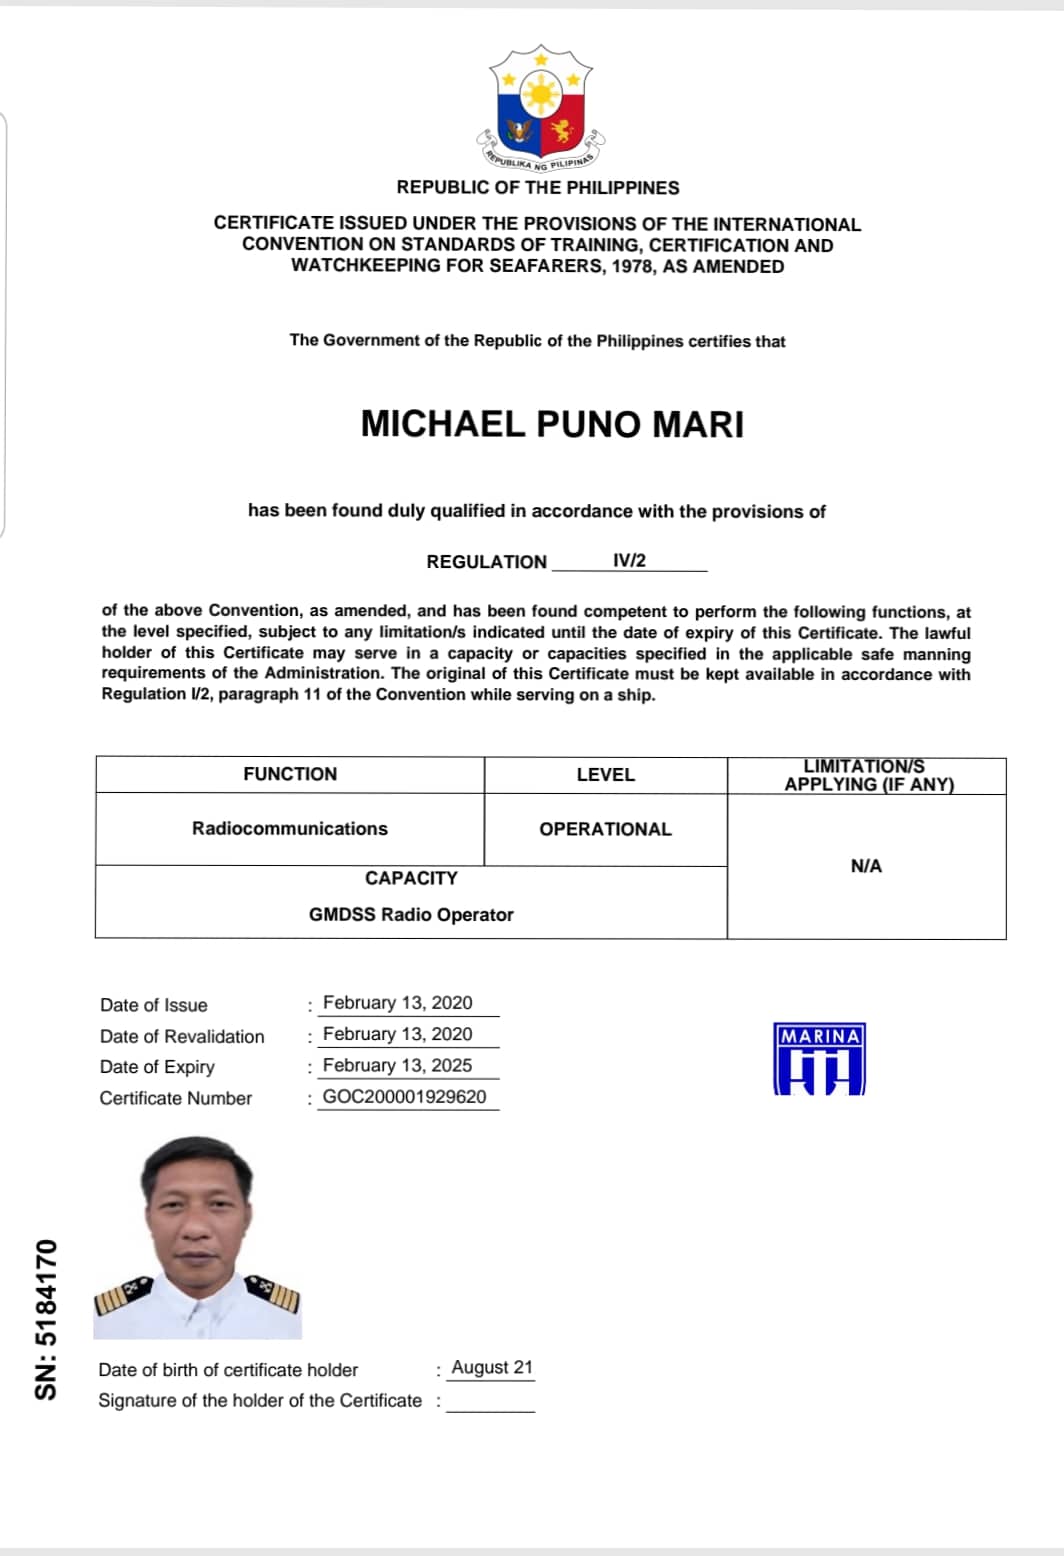 REPUBLIKA NG PILIPINAS
REPUBLIC OF THE PHILIPPINES
CERTIFICATE ISSUED UNDER THE PROVISIONS OF THE INTERNATIONAL
CONVENTION ON STANDARDS OF TRAINING, CERTIFICATION AND
WATCHKEEPING FOR SEAFARERS, 1978, AS AMENDED
The Government of the Republic of the Philippines certifies that
MICHAEL PUNO MARI
has been found duly qualified in accordance with the provisions of
REGULATION IV/2
of the above Convention, as amended, and has been found competent to perform the following functions, at
the level specified, subject to any limitation/s indicated until the date of expiry of this Certificate. The lawful
holder of this Certificate may serve in a capacity or capacities specified in the applicable safe manning
requirements of the Administration. The original of this Certificate must be kept available in accordance with
Regulation I/2, paragraph 11 of the Convention while serving on a ship.
FUNCTION LEVEL LIMITATION/S
APPLYING (IF ANY)
Radiocommunications OPERATIONAL
N/A
CAPACITY
GMDSS Radio Operator
Date of Issue : February 13, 2020
Date of Revalidation : February 13, 2020
Date of Expiry : February 13, 2025
Certificate Number : GOC200001929620
MARINA
SN: 5184170
Date of birth of certificate holder : August 21
Signature of the holder of the Certificate :